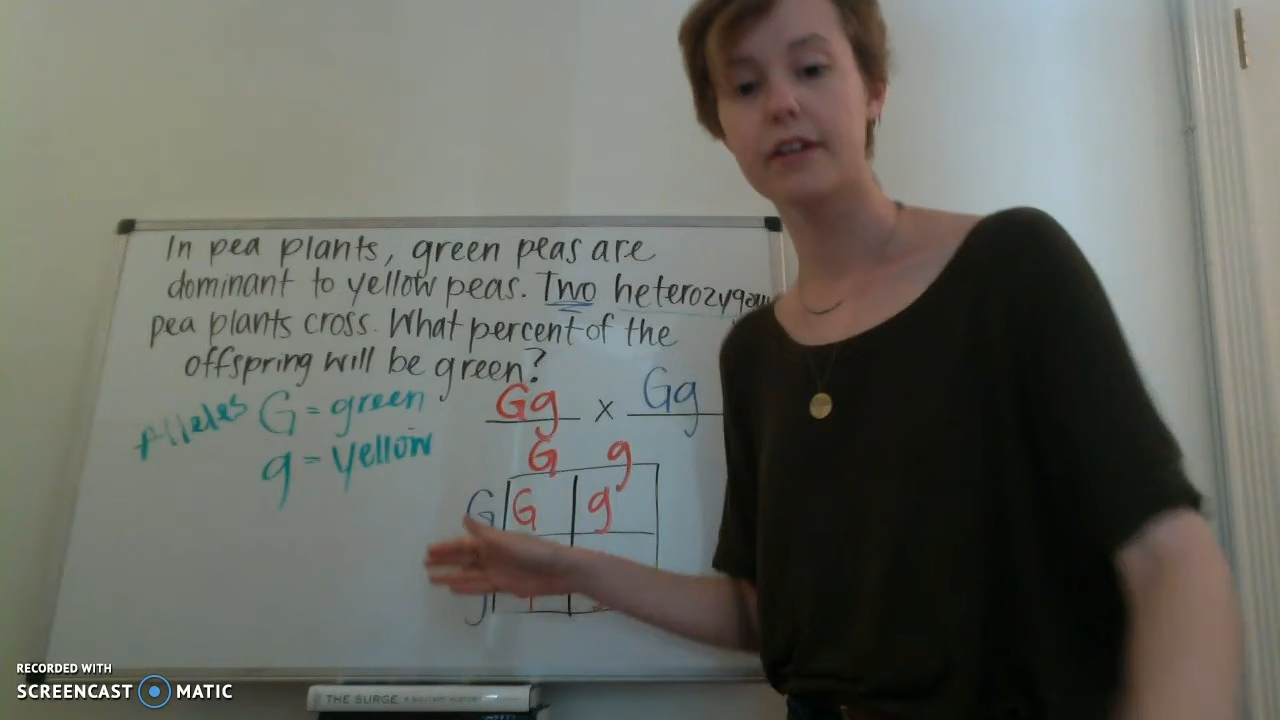 In pea plants, green peas are
dominant to yellow peas. Two
pea plants cross. What percent of the
offspring will be green?
Alleles G = green
g = yellow
Gg x Gg
G g
G G g
g
RECORDED WITH
SCREENCAST MATIC
THE SURGE